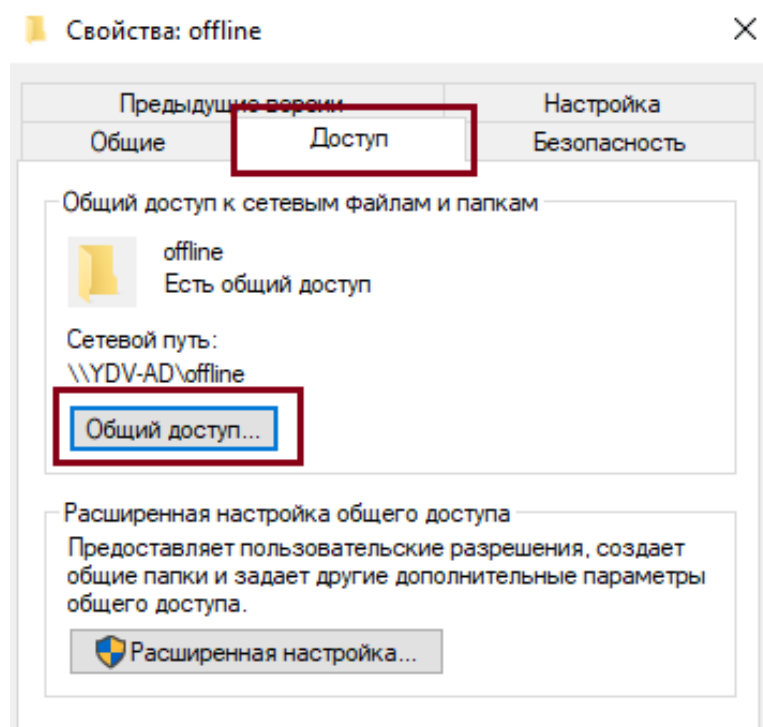 Свойства: offline
Предыдущие версии
Настройка
Общие
Доступ
Безопасность
Общий доступ к сетевым файлам и папкам
offline
Есть общий доступ
Сетевой путь:
\\YDV-AD\offline
Общий доступ...
Расширенная настройка общего доступа
Предоставляет пользовательские разрешения, создает
общие папки и задает другие дополнительные параметры
общего доступа.
Расширенная настройка...